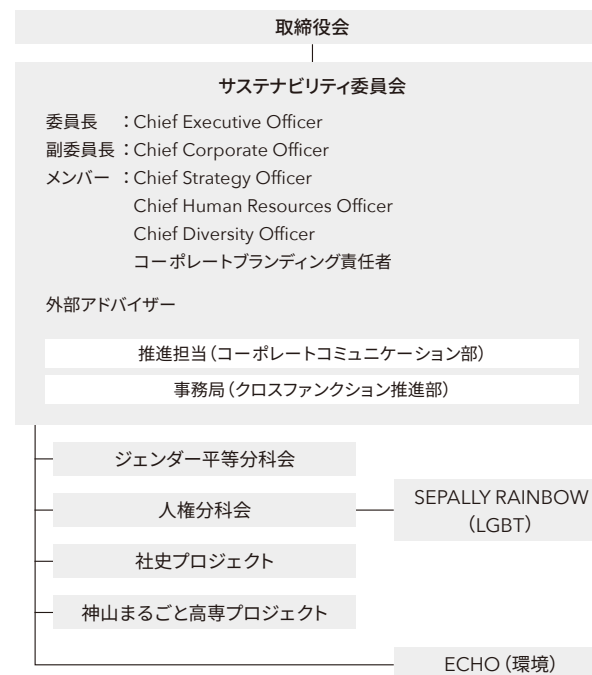 取締役会
サステナビリティ委員会
委員長 ：Chief Executive Officer
副委員長：Chief Corporate Officer
メンバー ：Chief Strategy Officer
Chief Human Resources Officer
Chief Diversity Officer
コーポレートブランディング責任者
外部アドバイザー
推進担当（コーポレートコミュニケーション部）
事務局（クロスファンクション推進部）
ジェンダー平等分科会
人権分科会
SEPALLY RAINBOW
（LGBT）
社史プロジェクト
神山まるごと高専プロジェクト
ECHO（環境）